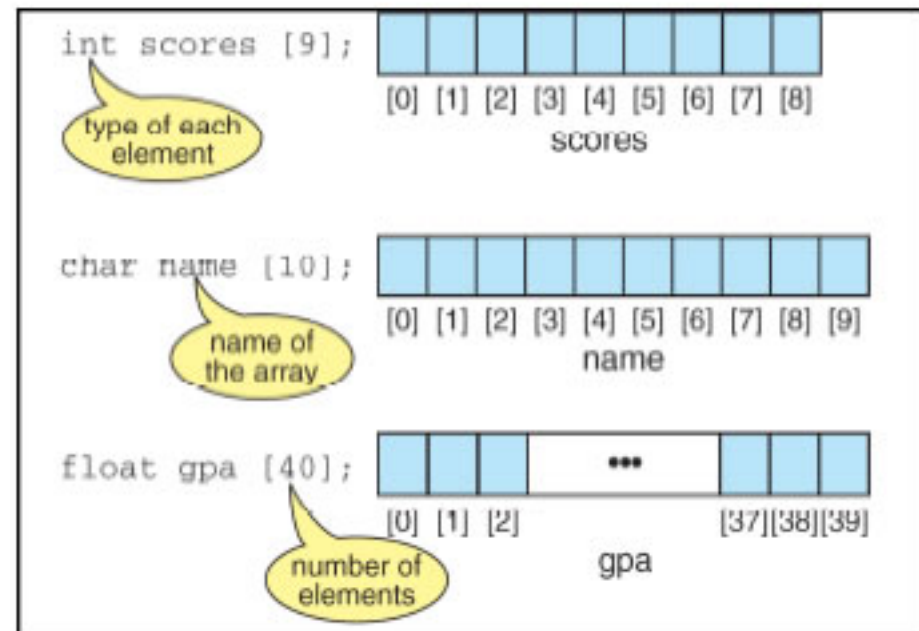 int scores [9];
[0] [1] [2] [3] [4] [5] [6] [7] [8]
scores
type of each
element
char name [10];
[0] [1] [2] [3] [4] [5] [6] [7] [8] [9]
name
name of
the array
float gpa [40];
•••
[0] [1] [2] [37] [38] [39]
gpa
number of
elements